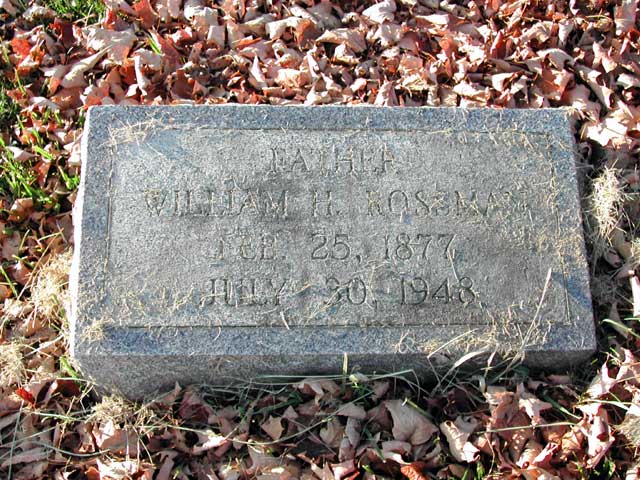 FATHER
WILLIAM H. ROSSMAN
FEB. 25, 1877
JULY 30, 1948